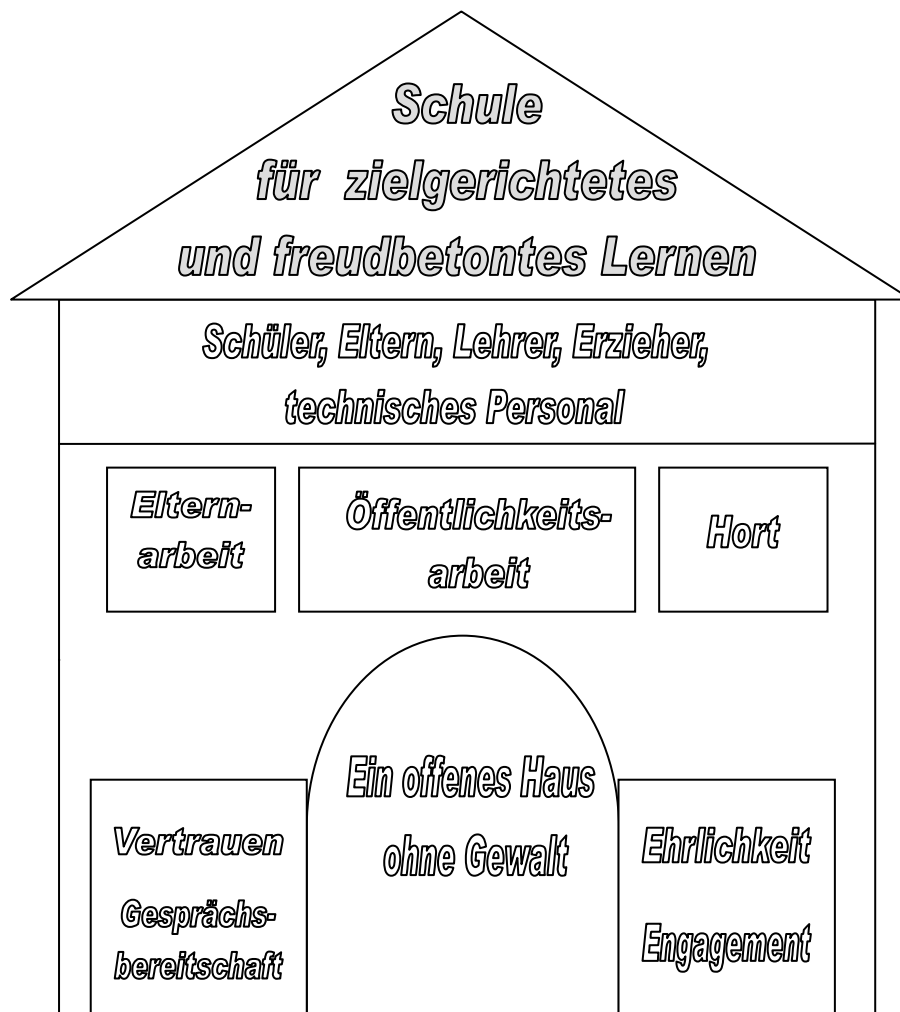 Schule
für zielgerichtetes
und freudbetontes Lernen
Schüler, Eltern, Lehrer, Erzieher,
technisches Personal
Eltern-
arbeit
Öffentlichkeits-
arbeit
Hort
Ein offenes Haus
ohne Gewalt
Vertrauen
Gesprächs-
bereitschaft
Ehrlichkeit
Engagement